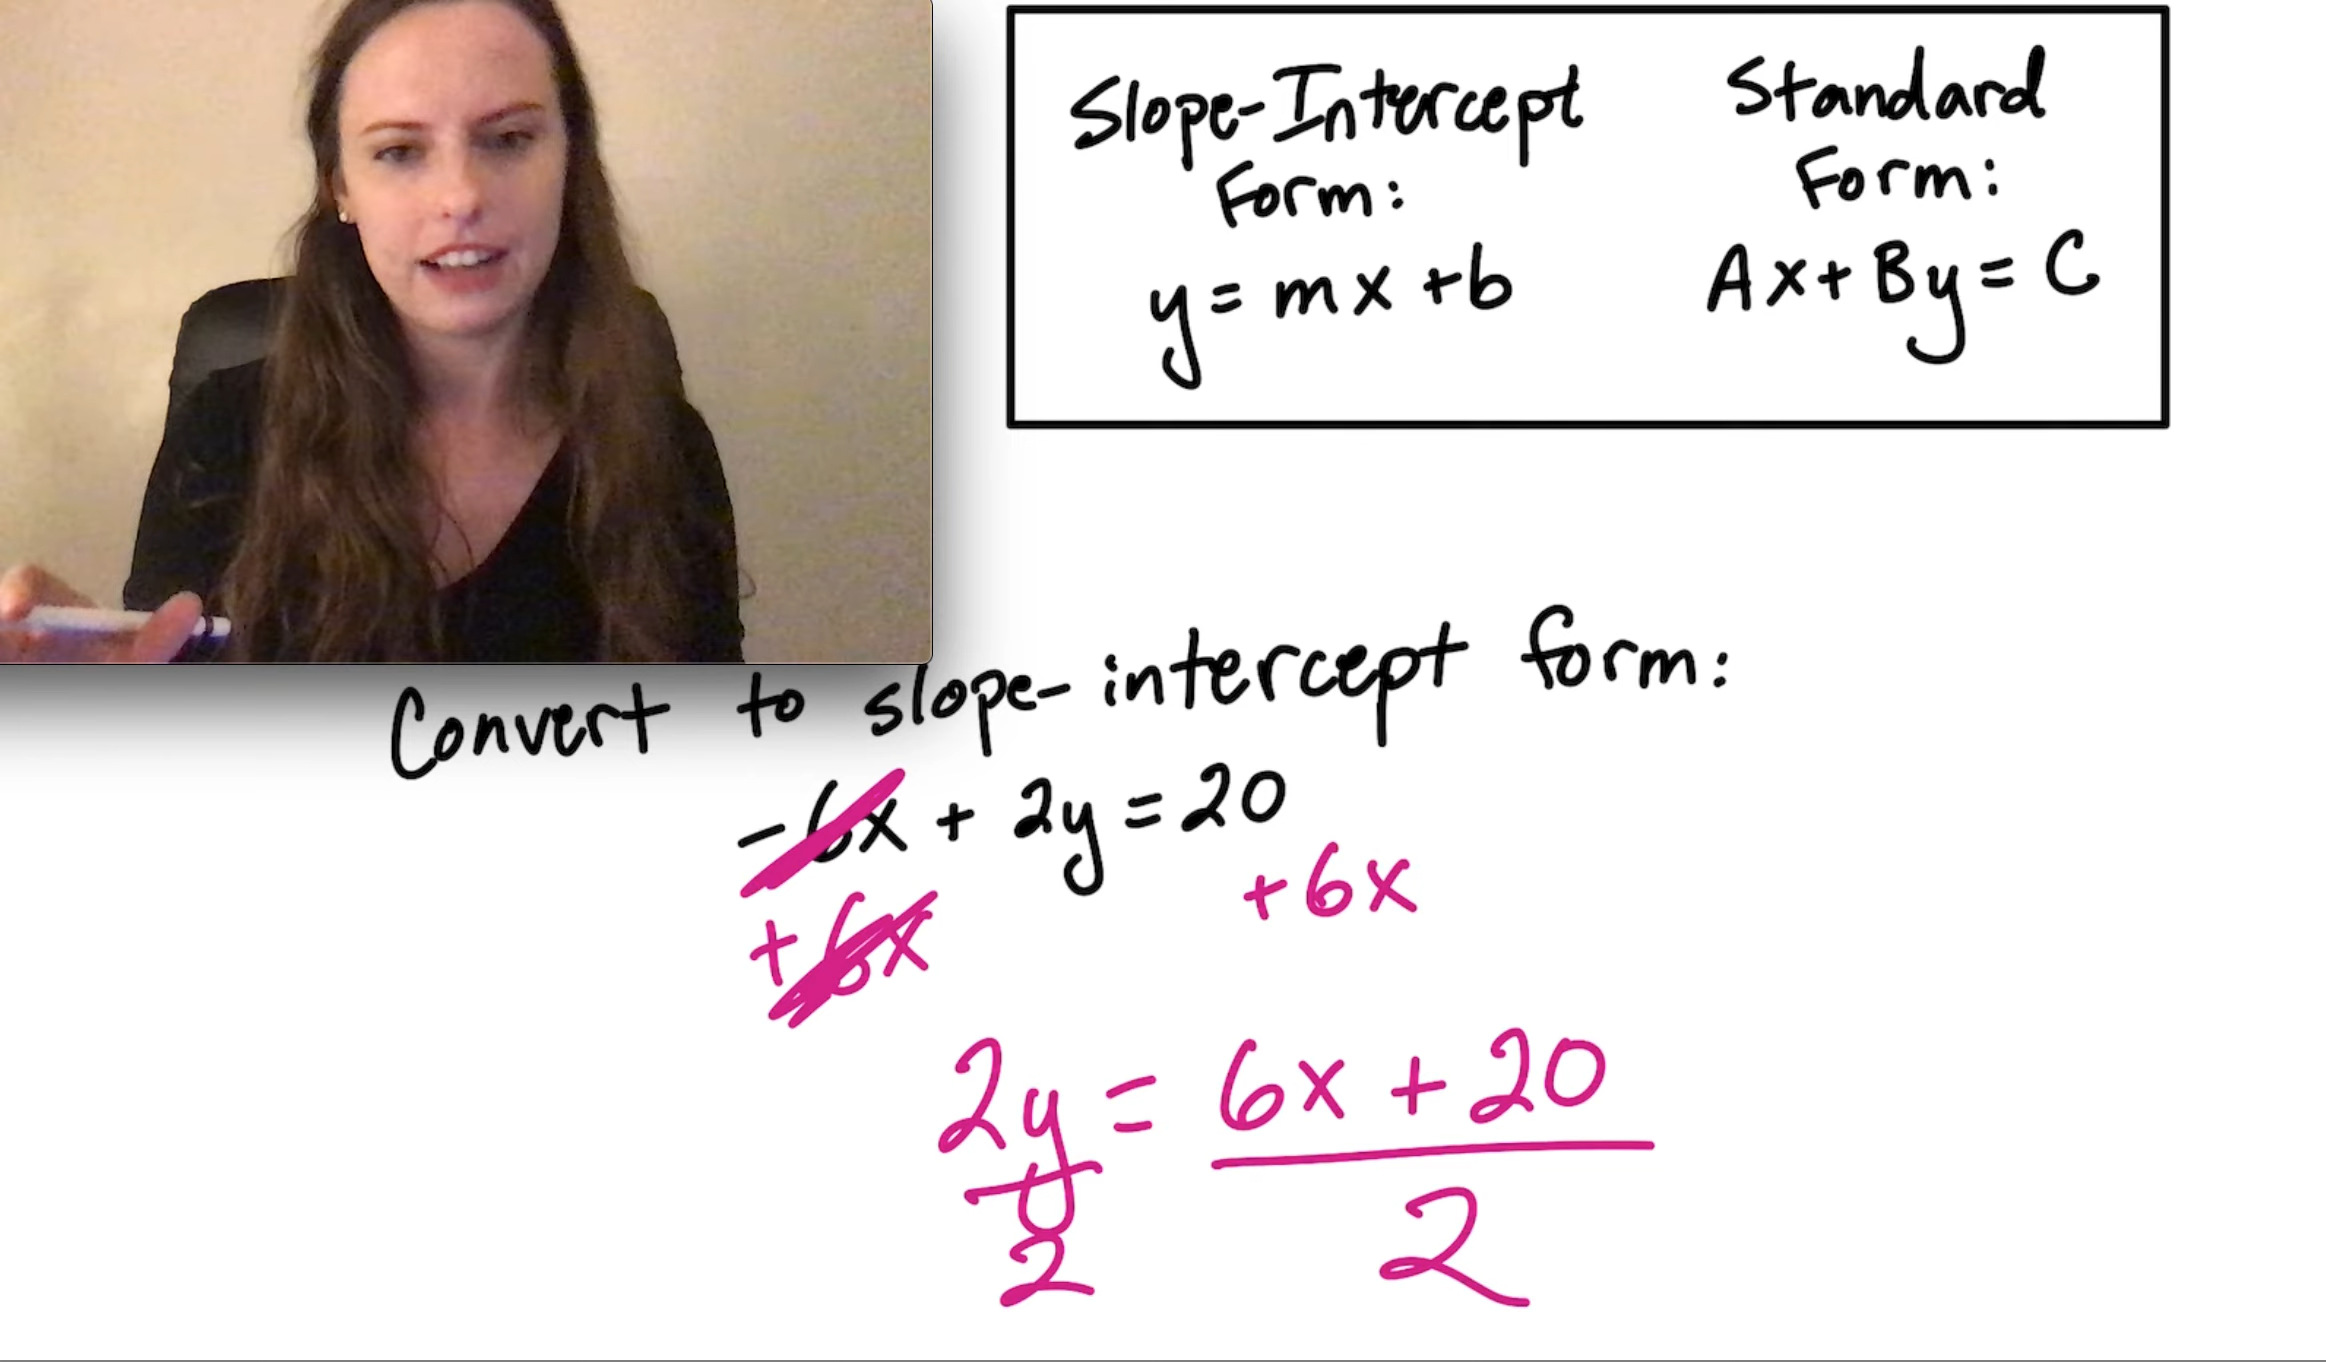 Slope-Intercept
Form:
y = mx + b
Standard
Form:
Ax + By = C
Convert to slope-intercept form:
-6x + 2y = 20
+6x +6x
2y = 6x + 20
2 2